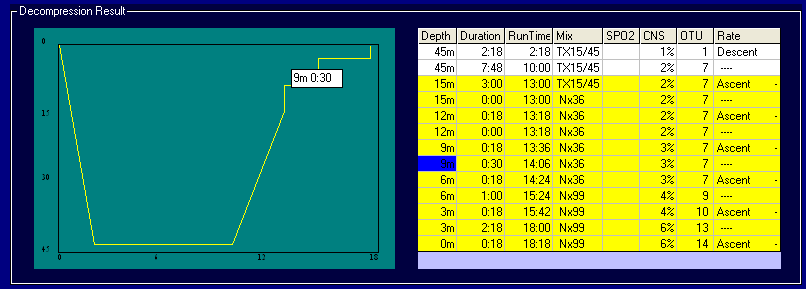 Decompression Result
0
15
30
45
0
6
12
18
9m 0:30
Depth Duration RunTime Mix SPO2 CNS OTU Rate
45m 2:18 2:18 TX15/45 1% 1 Descent
45m 7:48 10:00 TX15/45 2% 7 ----
15m 3:00 13:00 TX15/45 2% 7 Ascent -
15m 0:00 13:00 Nx36 2% 7 ----
12m 0:18 13:18 Nx36 2% 7 Ascent -
12m 0:00 13:18 Nx36 2% 7 ----
9m 0:18 13:36 Nx36 3% 7 Ascent -
0:30 14:06 Nx36 3% 7 ----
6m 0:18 14:24 Nx36 3% 7 Ascent -
6m 1:00 15:24 Nx99 4% 9 ----
3m 0:18 15:42 Nx99 4% 10 Ascent -
3m 2:18 18:00 Nx99 6% 13 ----
0m 0:18 18:18 Nx99 6% 14 Ascent -